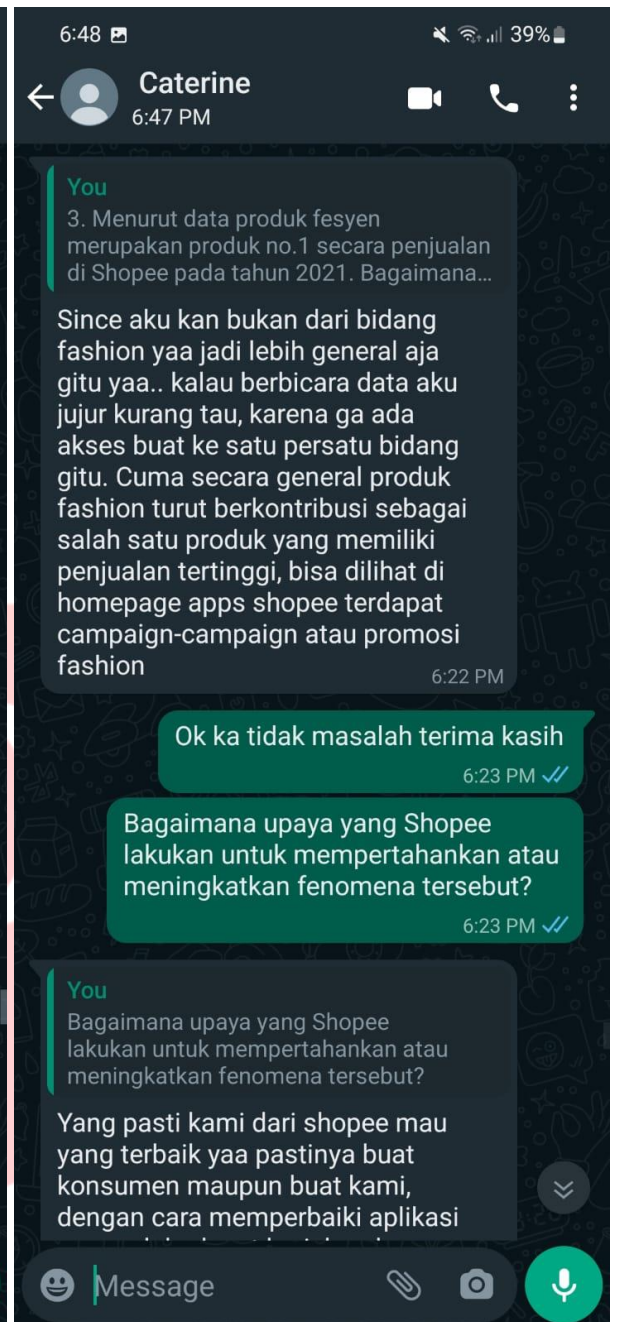 6:48
39%
Caterine
6:47 PM
You
3. Menurut data produk fesyen
merupakan produk no.1 secara penjualan
di Shopee pada tahun 2021. Bagaimana...
Since aku kan bukan dari bidang
fashion yaa jadi lebih general aja
gitu yaa.. kalau berbicara data aku
jujur kurang tau, karena ga ada
akses buat ke satu persatu bidang
gitu. Cuma secara general produk
fashion turut berkontribusi sebagai
salah satu produk yang memiliki
penjualan tertinggi, bisa dilihat di
homepage apps shopee terdapat
campaign-campaign atau promosi
fashion
6:22 PM
Ok ka tidak masalah terima kasih
6:23 PM
Bagaimana upaya yang Shopee
lakukan untuk mempertahankan atau
meningkatkan fenomena tersebut?
6:23 PM
You
Bagaimana upaya yang Shopee
lakukan untuk mempertahankan atau
meningkatkan fenomena tersebut?
Yang pasti kami dari shopee mau
yang terbaik yaa pastinya buat
konsumen maupun buat kami,
dengan cara memperbaiki aplikasi
Message